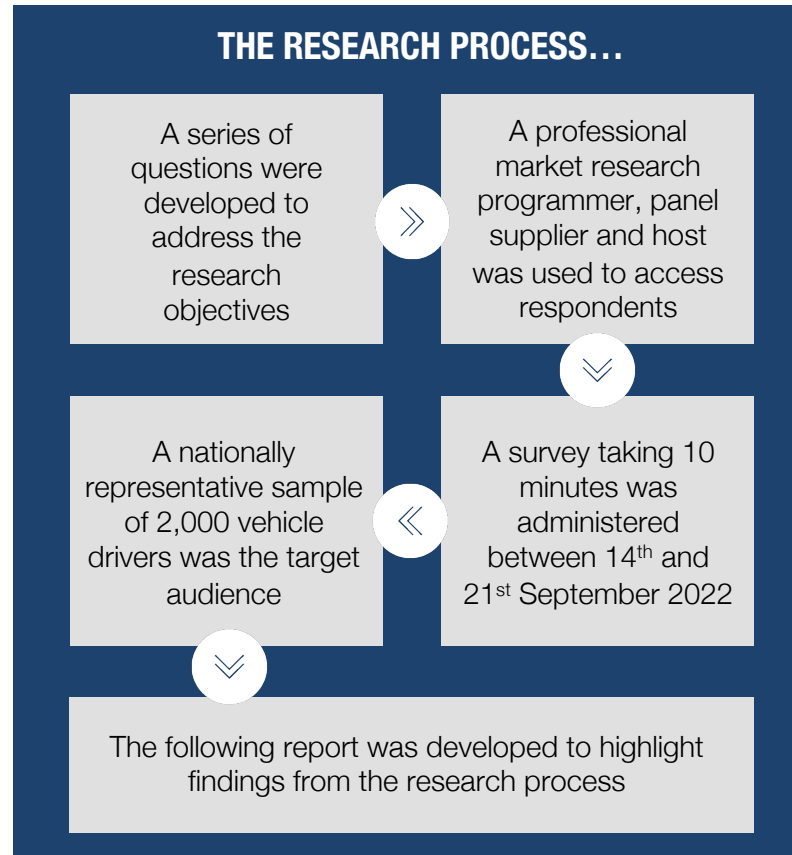 THE RESEARCH PROCESS…
A series of
questions were
developed to
address the
research
objectives
A professional
market research
programmer, panel
supplier and host
was used to access
respondents
A survey taking 10
minutes was
administered
between 14th and
21st September 2022
A nationally
representative sample
of 2,000 vehicle
drivers was the target
audience
The following report was developed to highlight
findings from the research process